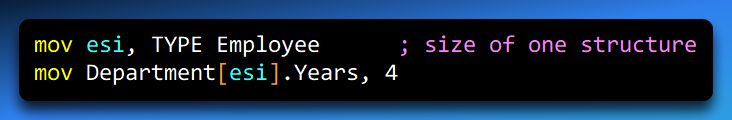 mov esi, TYPE Employee      ; size of one structure
mov Department[esi].Years, 4